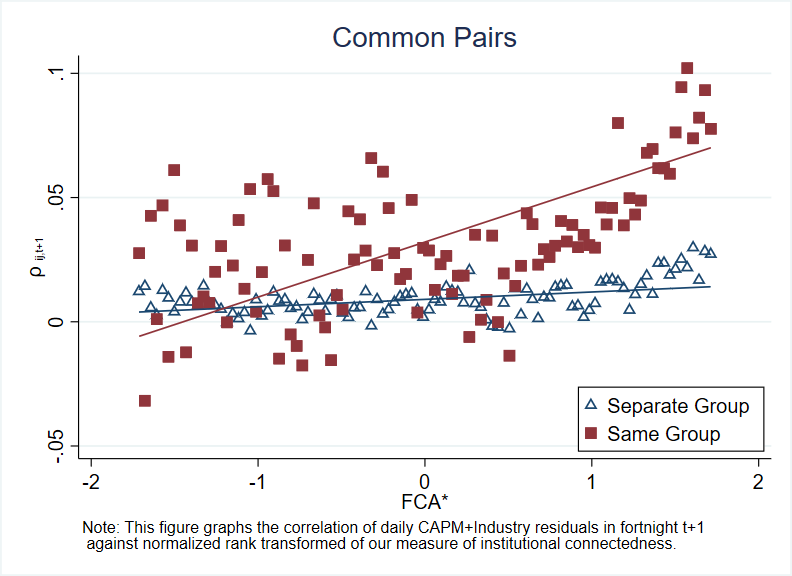 Common Pairs
.1
.05
0
-.05
ρ ij,t+1
-2 -1 0 1 2
FCA*
Separate Group
Same Group
Note: This figure graphs the correlation of daily CAPM+Industry residuals in fortnight t+1
against normalized rank transformed of our measure of institutional connectedness.